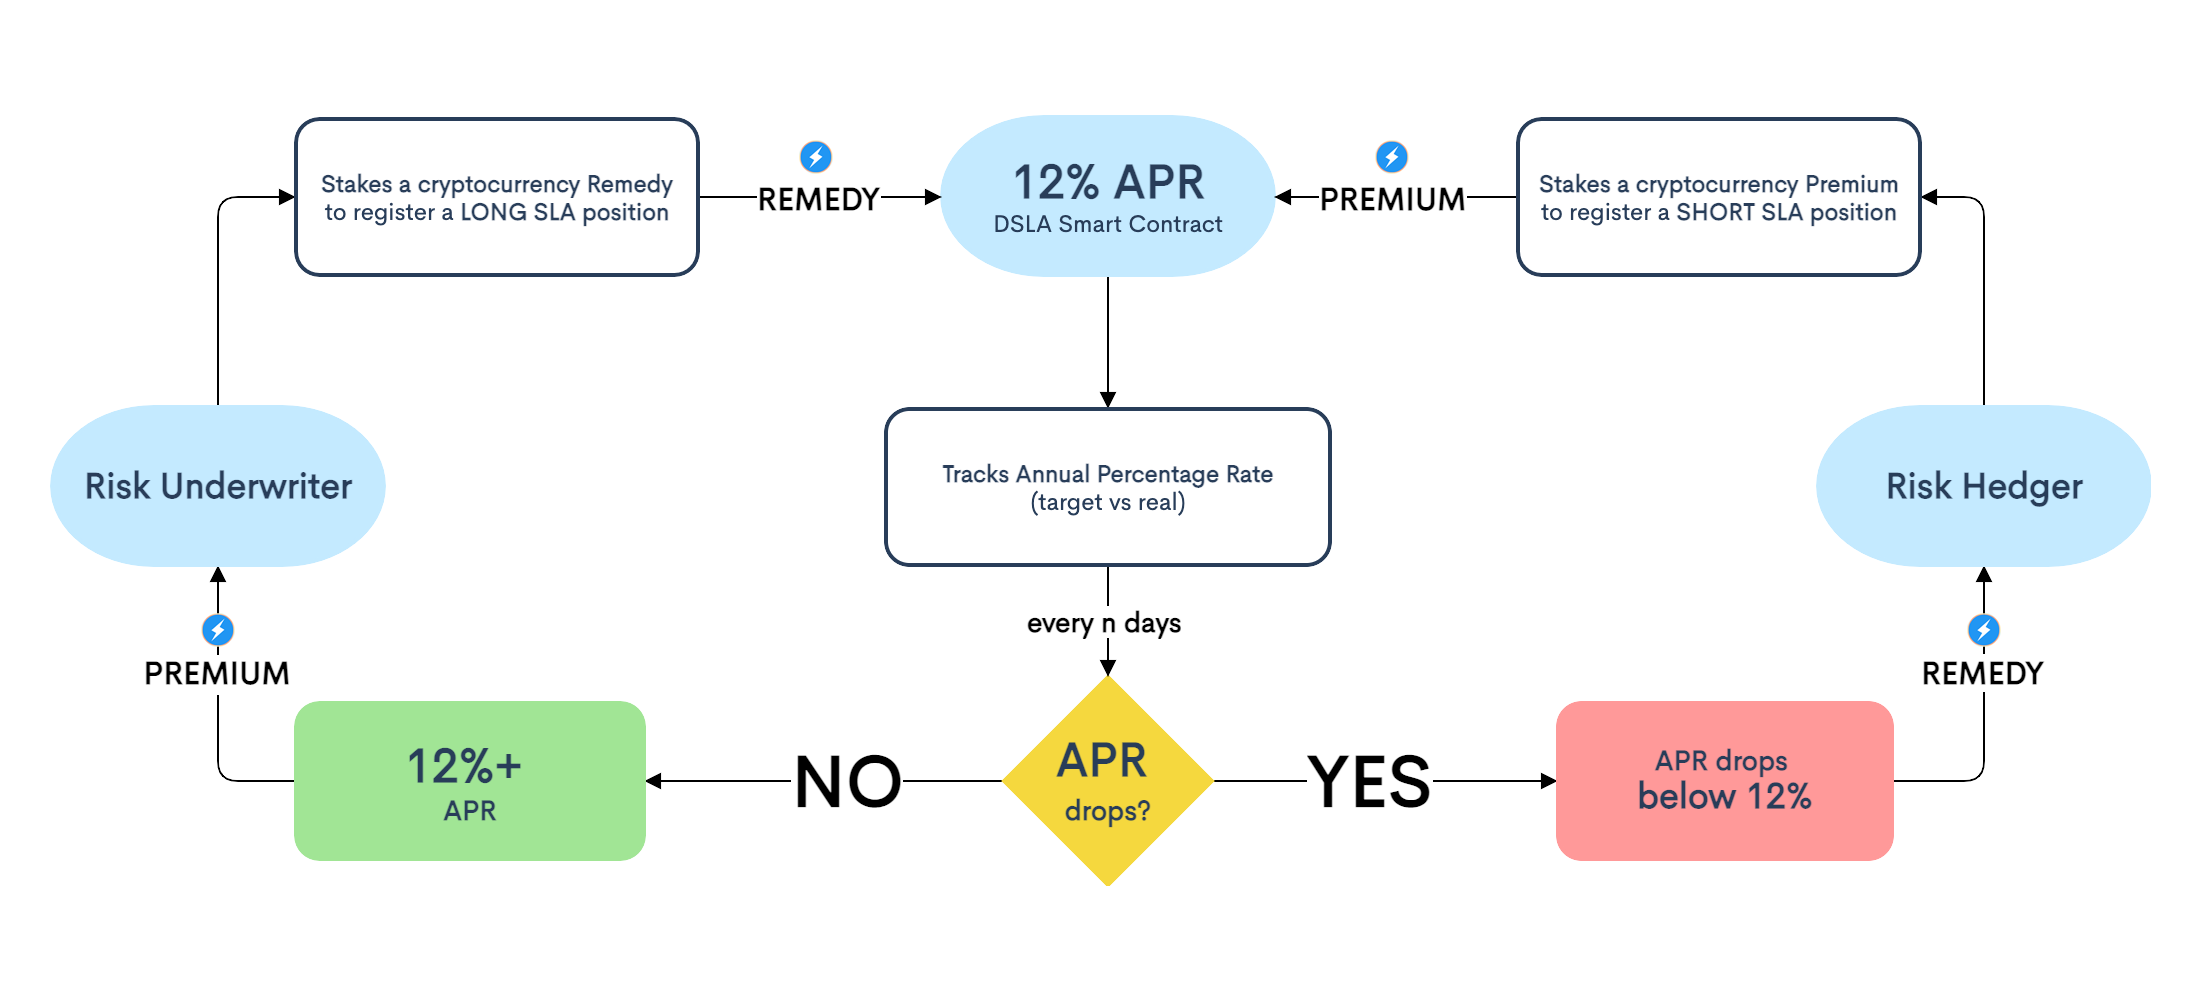 Stakes a cryptocurrency Remedy
to register a LONG SLA position
REMEDY
12% APR
DSLA Smart Contract
PREMIUM
Stakes a cryptocurrency Premium
to register a SHORT SLA position
Risk Underwriter
Tracks Annual Percentage Rate
(target vs real)
Risk Hedger
every n days
PREMIUM
REMEDY
12%+
APR
NO
APR
drops?
YES
APR drops
below 12%